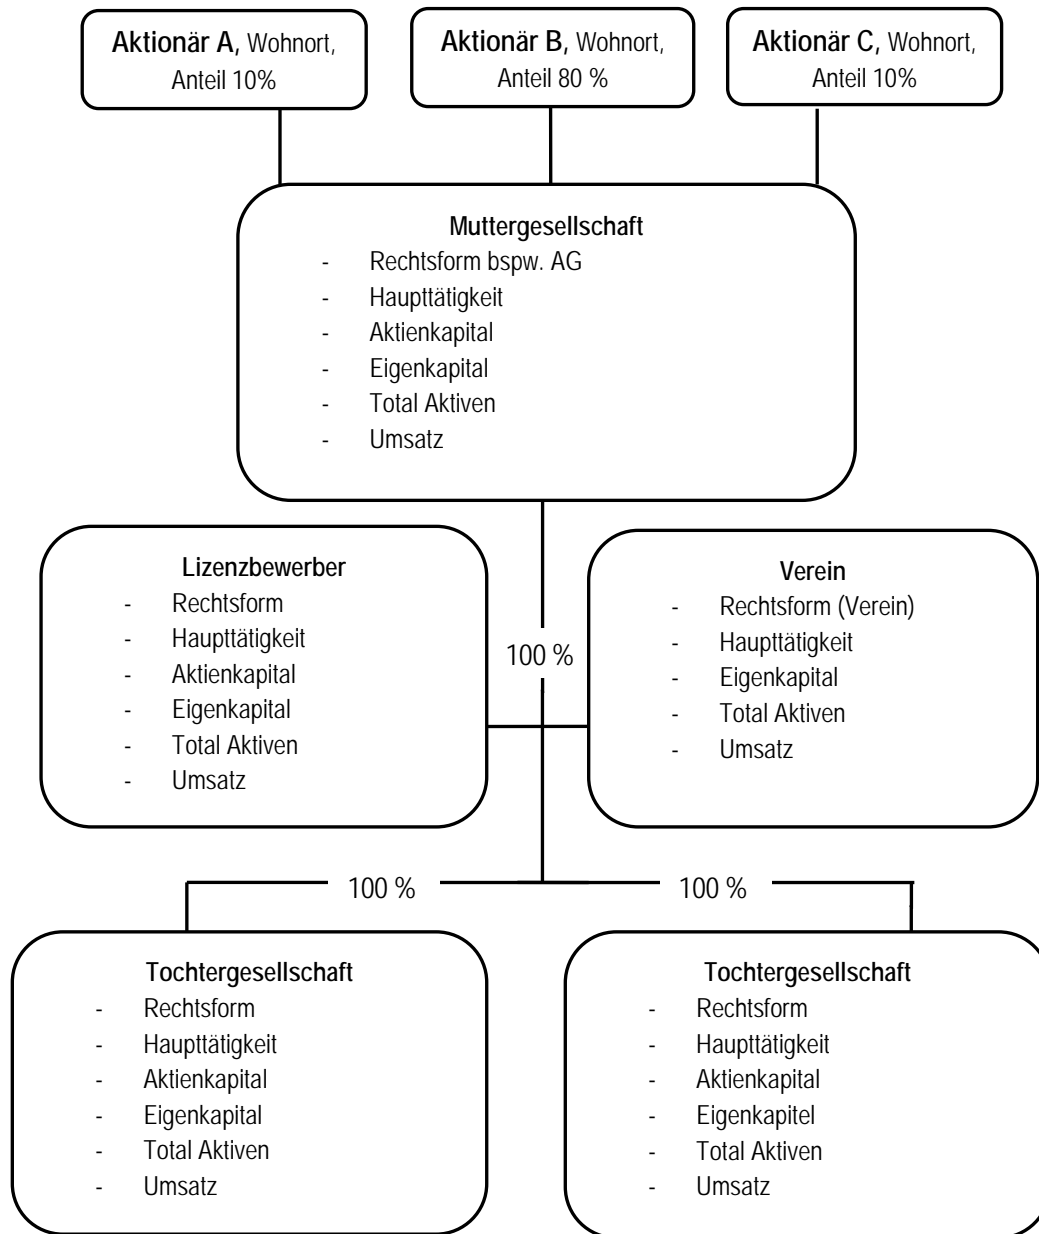 Aktionär A, Wohnort,
Anteil 10%
Aktionär B, Wohnort,
Anteil 80 %
Aktionär C, Wohnort,
Anteil 10%
Muttergesellschaft
- Rechtsform bspw. AG
- Haupttätigkeit
- Aktienkapital
- Eigenkapital
- Total Aktiven
- Umsatz
Lizenzbewerber
- Rechtsform
- Haupttätigkeit
- Aktienkapital
- Eigenkapital
- Total Aktiven
- Umsatz
100 %
Verein
- Rechtsform (Verein)
- Haupttätigkeit
- Eigenkapital
- Total Aktiven
- Umsatz
100 %
100 %
Tochtergesellschaft
- Rechtsform
- Haupttätigkeit
- Aktienkapital
- Eigenkapital
- Total Aktiven
- Umsatz
Tochtergesellschaft
- Rechtsform
- Haupttätigkeit
- Aktienkapital
- Eigenkapitel
- Total Aktiven
- Umsatz